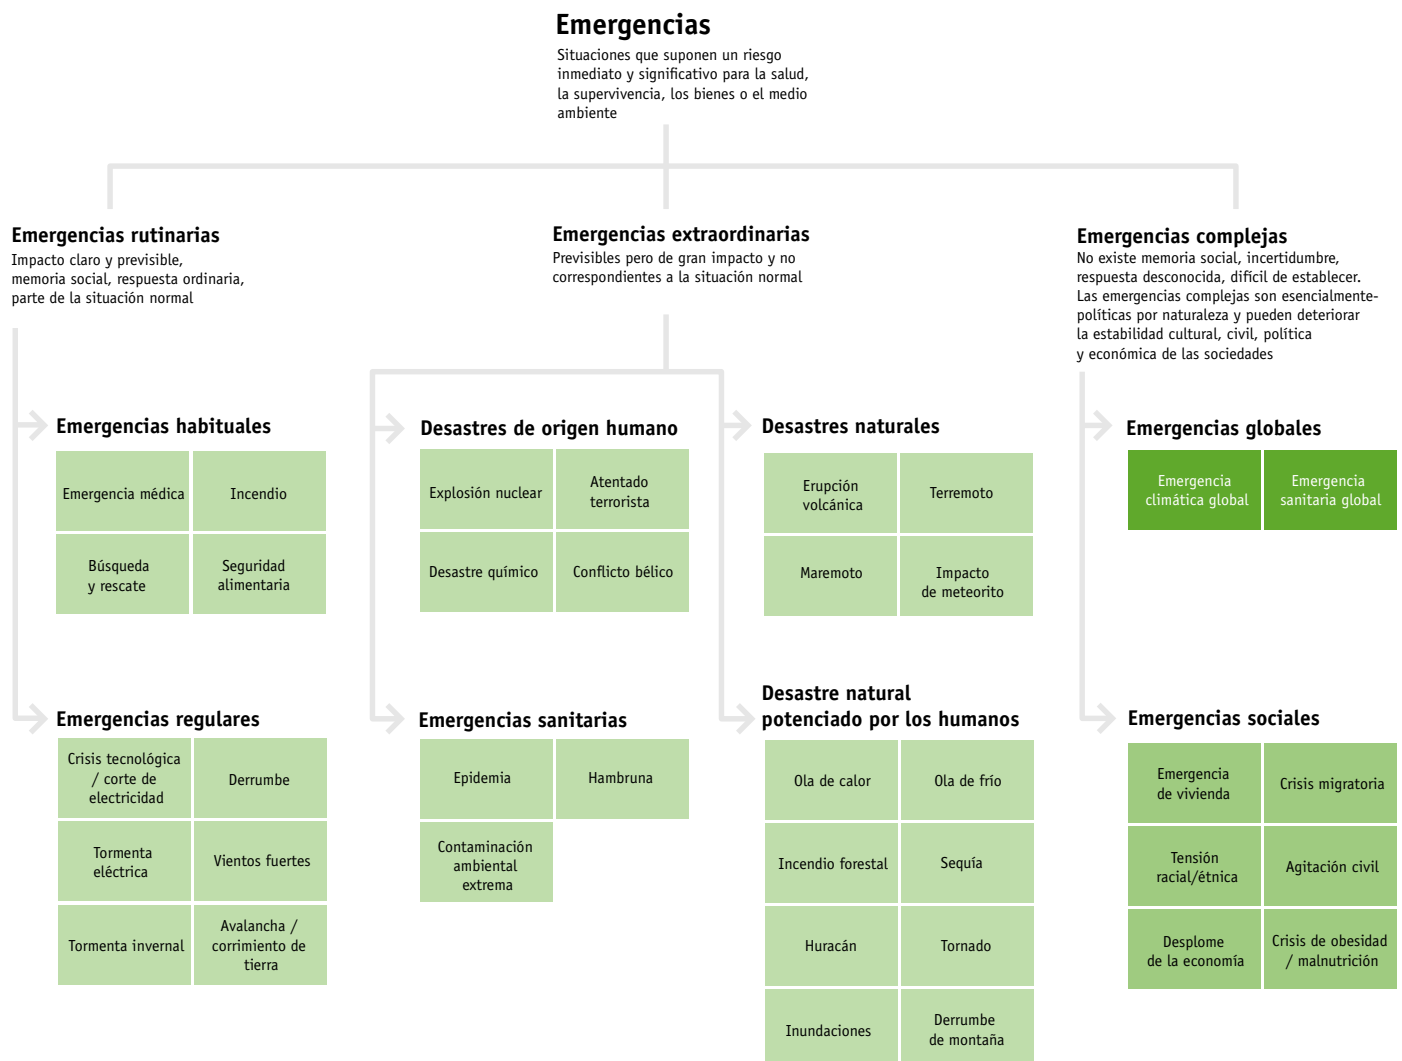 Emergencias
Situaciones que suponen un riesgo
inmediato y significativo para la salud,
la supervivencia, los bienes o el medio
ambiente
Emergencias rutinarias
Impacto claro y previsible,
memoria social, respuesta ordinaria,
parte de la situación normal
Emergencias extraordinarias
Previsibles pero de gran impacto y no
correspondientes a la situación normal
Emergencias complejas
No existe memoria social, incertidumbre,
respuesta desconocida, difícil de establecer.
Las emergencias complejas son esencialmente-
políticas por naturaleza y pueden deteriorar
la estabilidad cultural, civil, política
y económica de las sociedades
Emergencias habituales
Emergencia médica
Incendio
Búsqueda
y rescate
Seguridad
alimentaria
Emergencias regulares
Crisis tecnológica
/ corte de
electricidad
Derrumbe
Tormenta
eléctrica
Vientos fuertes
Tormenta invernal
Avalancha /
corrimiento de
tierra
Desastres de origen humano
Explosión nuclear
Atentado
terrorista
Desastre químico
Conflicto bélico
Emergencias sanitarias
Epidemia
Hambruna
Contaminación
ambiental
extrema
Desastres naturales
Erupción
volcánica
Terremoto
Maremoto
Impacto
de meteorito
Desastre natural
potenciado por los humanos
Ola de calor
Ola de frío
Incendio forestal
Sequía
Huracán
Tornado
Inundaciones
Derrumbe
de montaña
Emergencias globales
Emergencia
climática global
Emergencia
sanitaria global
Emergencias sociales
Emergencia
de vivienda
Crisis migratoria
Tensión
racial/étnica
Agitación civil
Desplome
de la economía
Crisis de obesidad
/ malnutrición